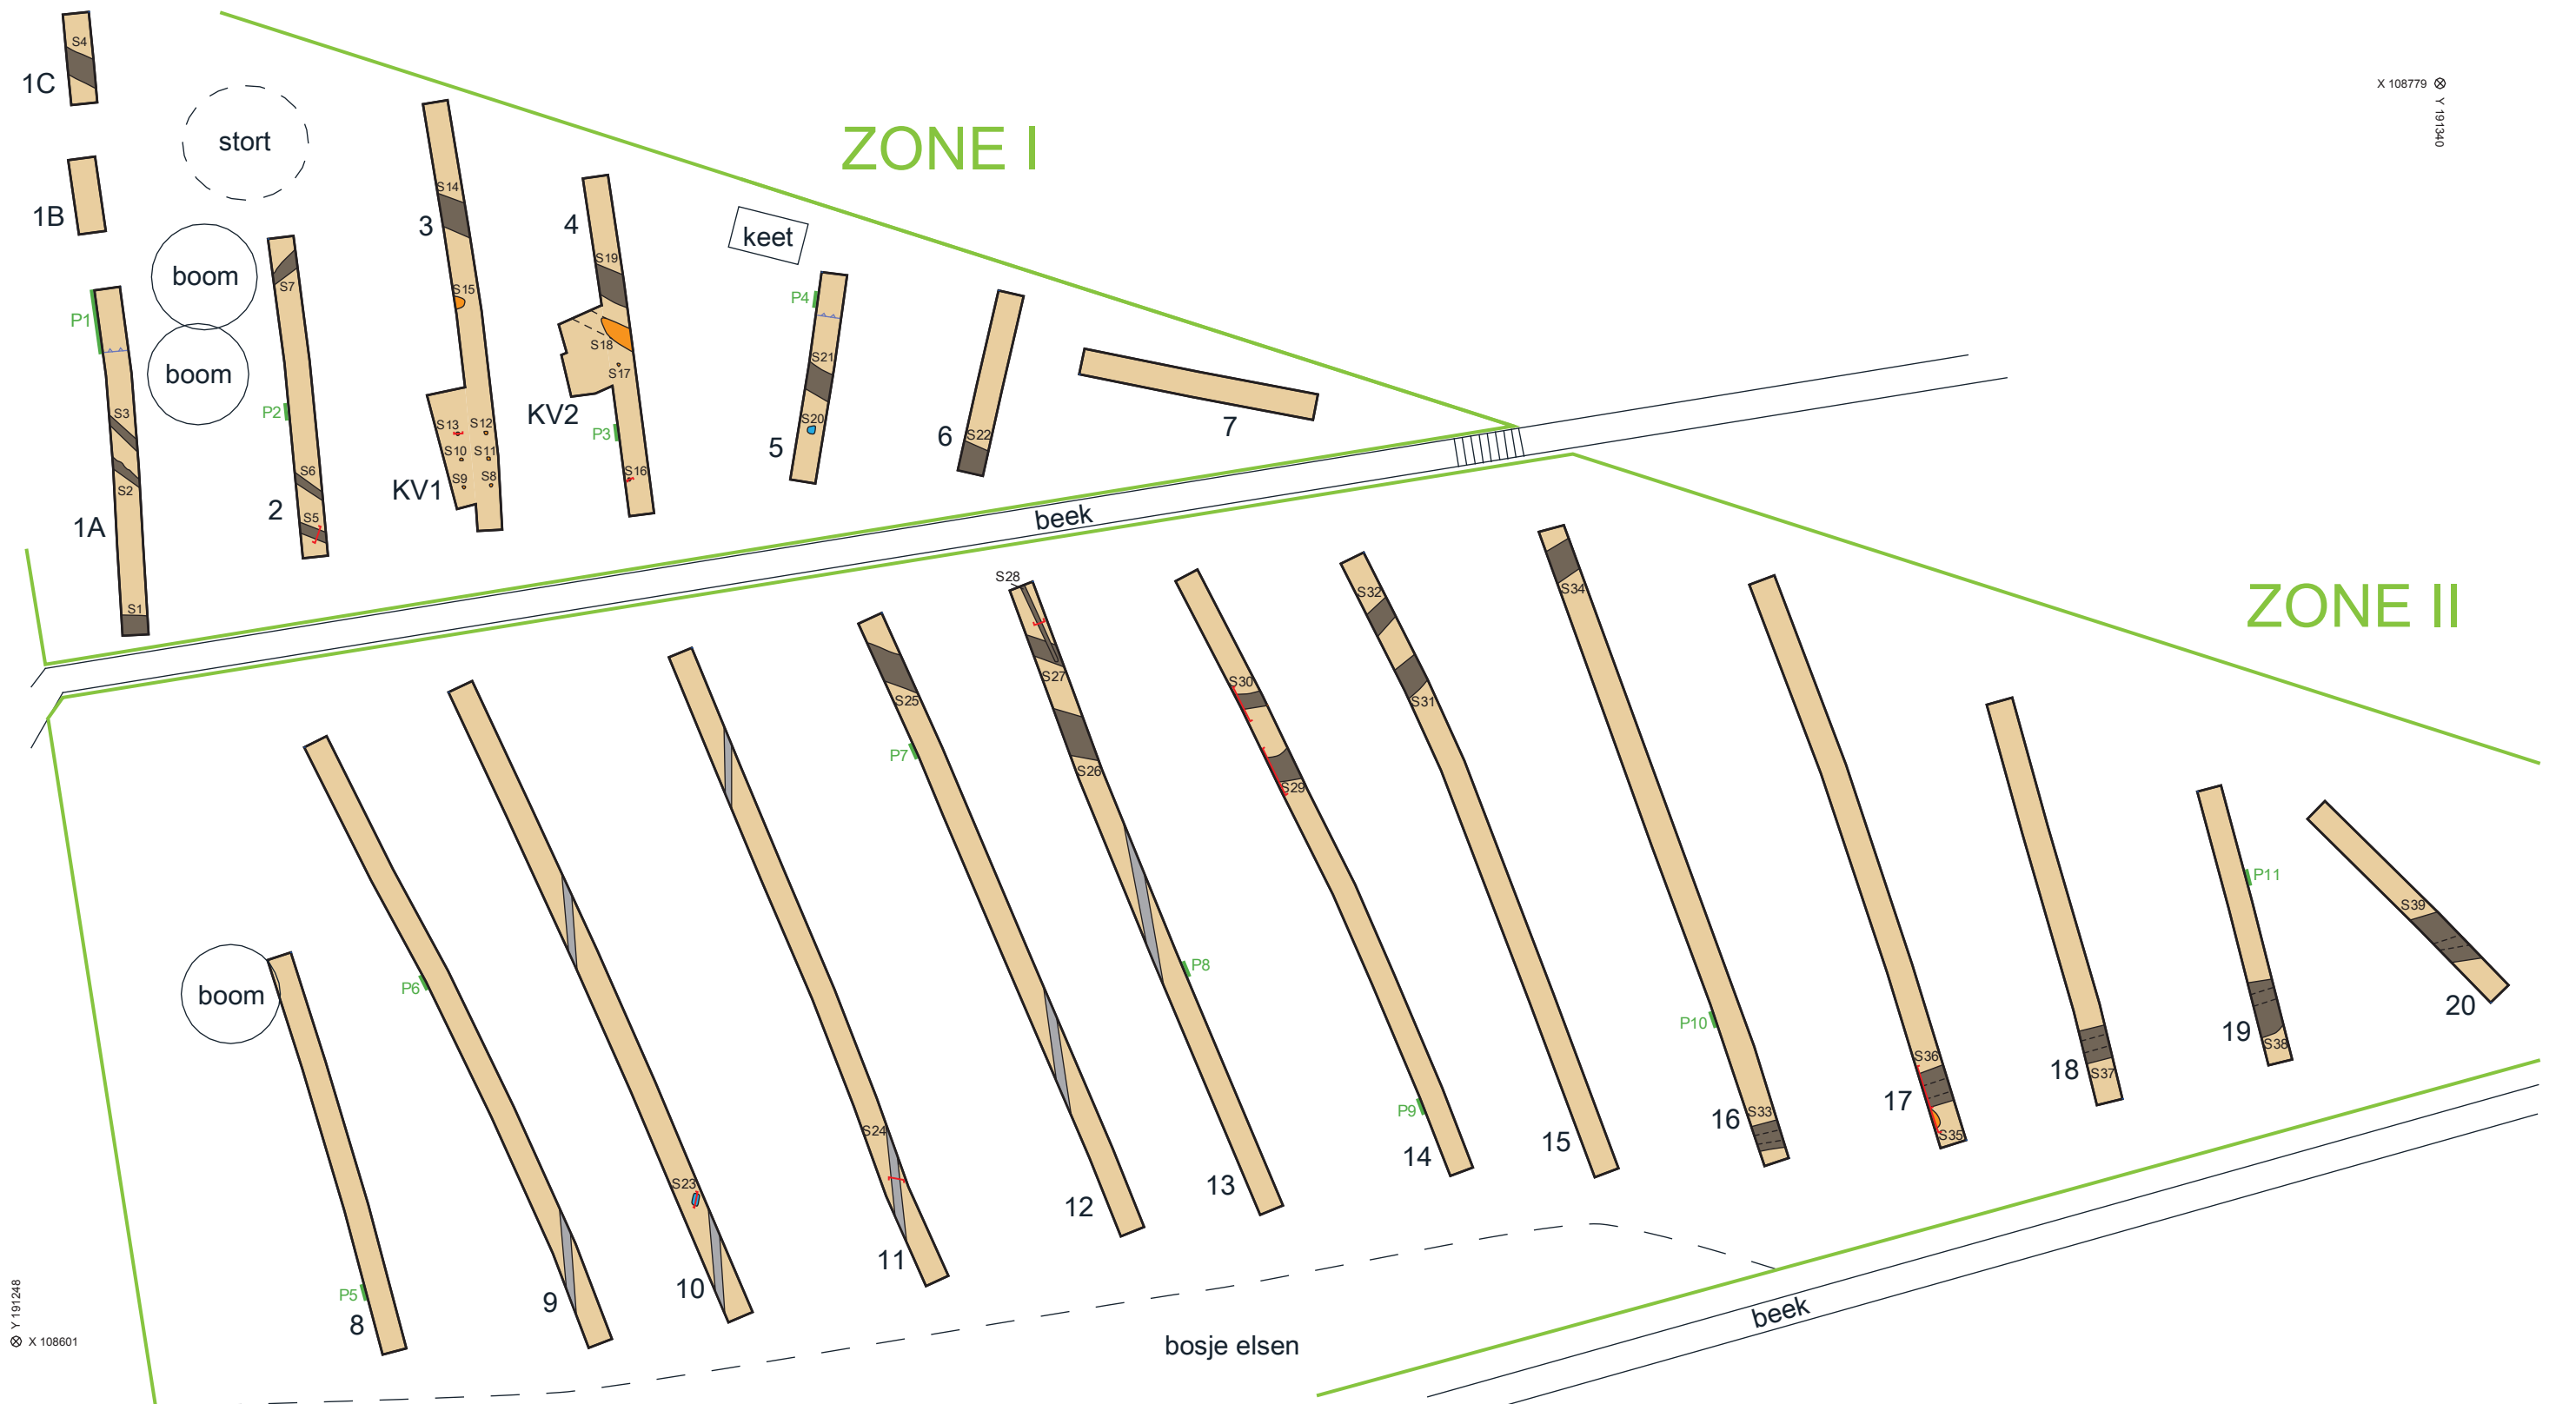 S4
1C
stort
ZONE I
X 108779
Y 191340
1B
boom
boom
P1
S3
S2
1A
S1
S7
P2
S6
2
S5
3
S14
S15
S13
S12
S10
S11
S9
S8
KV1
4
S19
S18
S17
KV2
P3
S16
keet
P4
S21
S20
5
6
S22
7
beek
ZONE II
S28
S27
S26
S25
P7
S30
S29
S32
S31
S34
P6
boom
P5
8
9
S23
10
S24
11
12
P8
13
P9
14
15
P10
S33
16
S36
17
S35
18
S37
P11
19
S38
S39
20
Y 191248
X 108601
bosje elsen
beek